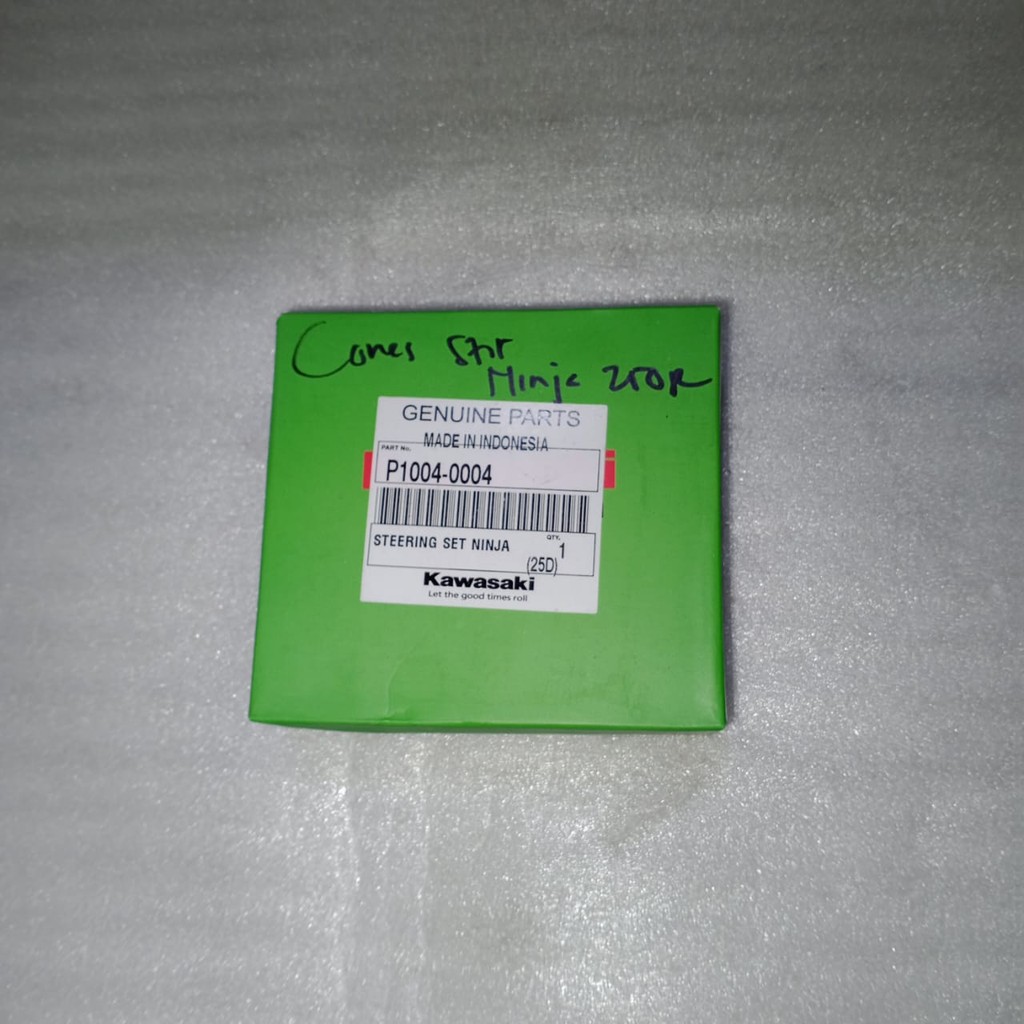 Cones Stir
Ninja 250R
GENUINE PARTS
MADE IN INDONESIA
PART No.
P1004-0004
STEERING SET NINJA
QTY.
1
(25D)
Kawasaki
Let the good times roll